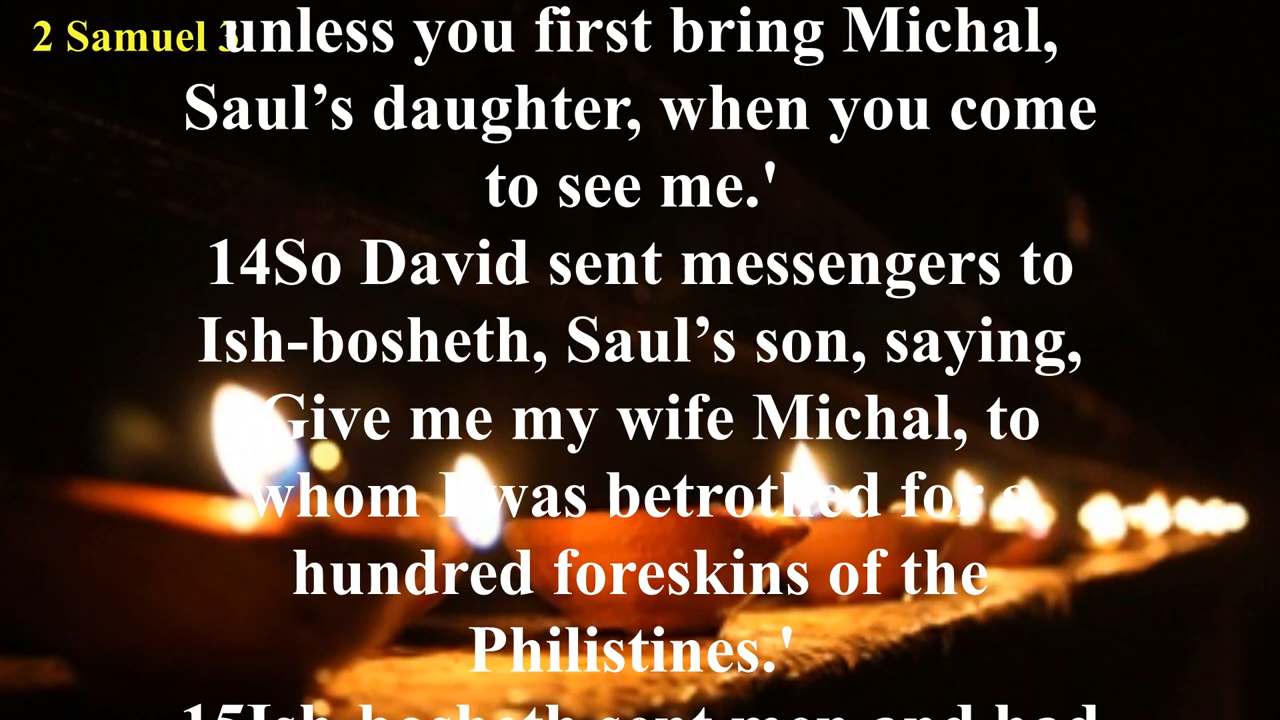 2 Samuel 3
unless you first bring Michal,
Saul’s daughter, when you come
to see me.'
14So David sent messengers to
Ish-bosheth, Saul’s son, saying,
Give me my wife Michal, to
whom I was betrothed for a
hundred foreskins of the
Philistines.'
15Ish-bosheth sent men and had